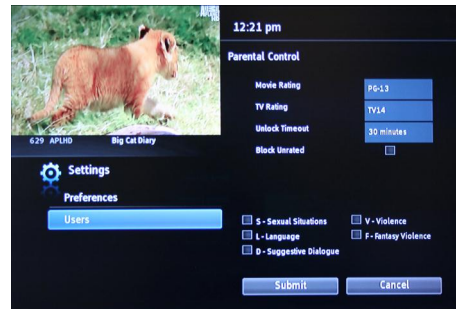 12:21 pm
Parental Control
Movie Rating PG-13
TV Rating TV14
Unlock Timeout 30 minutes
Block Unrated
629 APLHD Big Cat Diary
Settings
Preferences
Users
S - Sexual Situations V - Violence
L - Language F - Fantasy Violence
D - Suggestive Dialogue
Submit Cancel